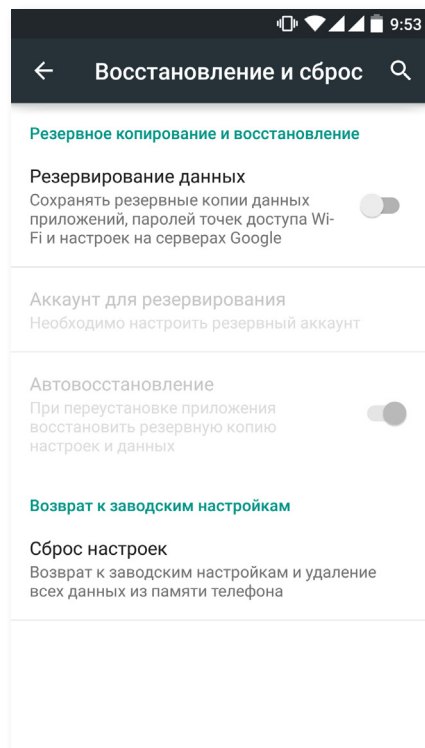 9:53
Восстановление и сброс
Резервное копирование и восстановление
Резервирование данных
Сохранять резервные копии данных
приложений, паролей точек доступа Wi-
Fi и настроек на серверах Google
Аккаунт для резервирования
Необходимо настроить резервный аккаунт
Автовосстановление
При переустановке приложения
восстановить резервную копию
настроек и данных
Возврат к заводским настройкам
Сброс настроек
Возврат к заводским настройкам и удаление
всех данных из памяти телефона